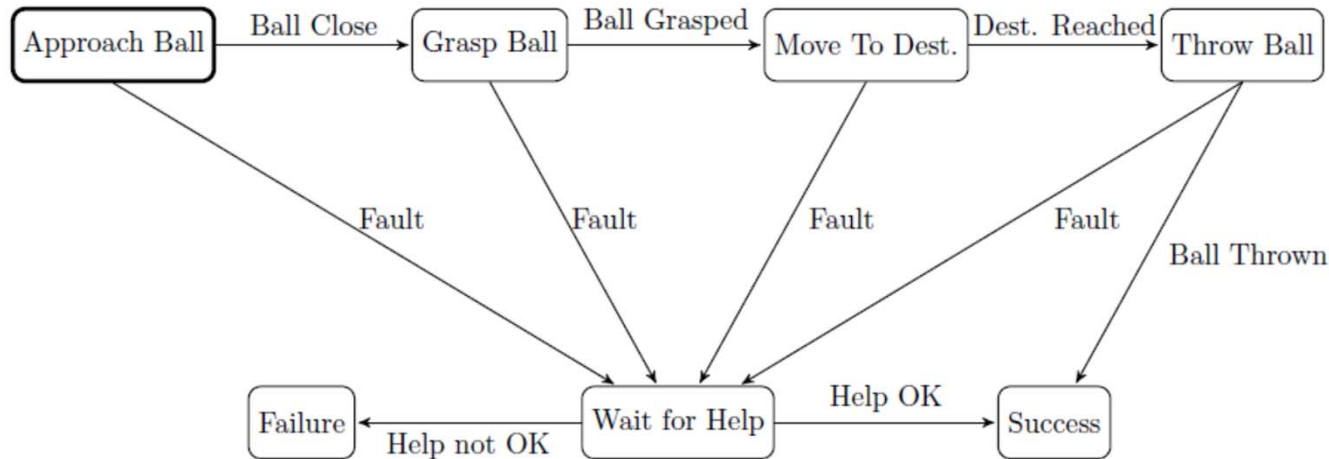 Approach Ball
Ball Close
Grasp Ball
Ball Grasped
Move To Dest.
Dest. Reached
Throw Ball
Fault
Fault
Fault
Fault
Ball Thrown
Failure
Help not OK
Wait for Help
Help OK
Success